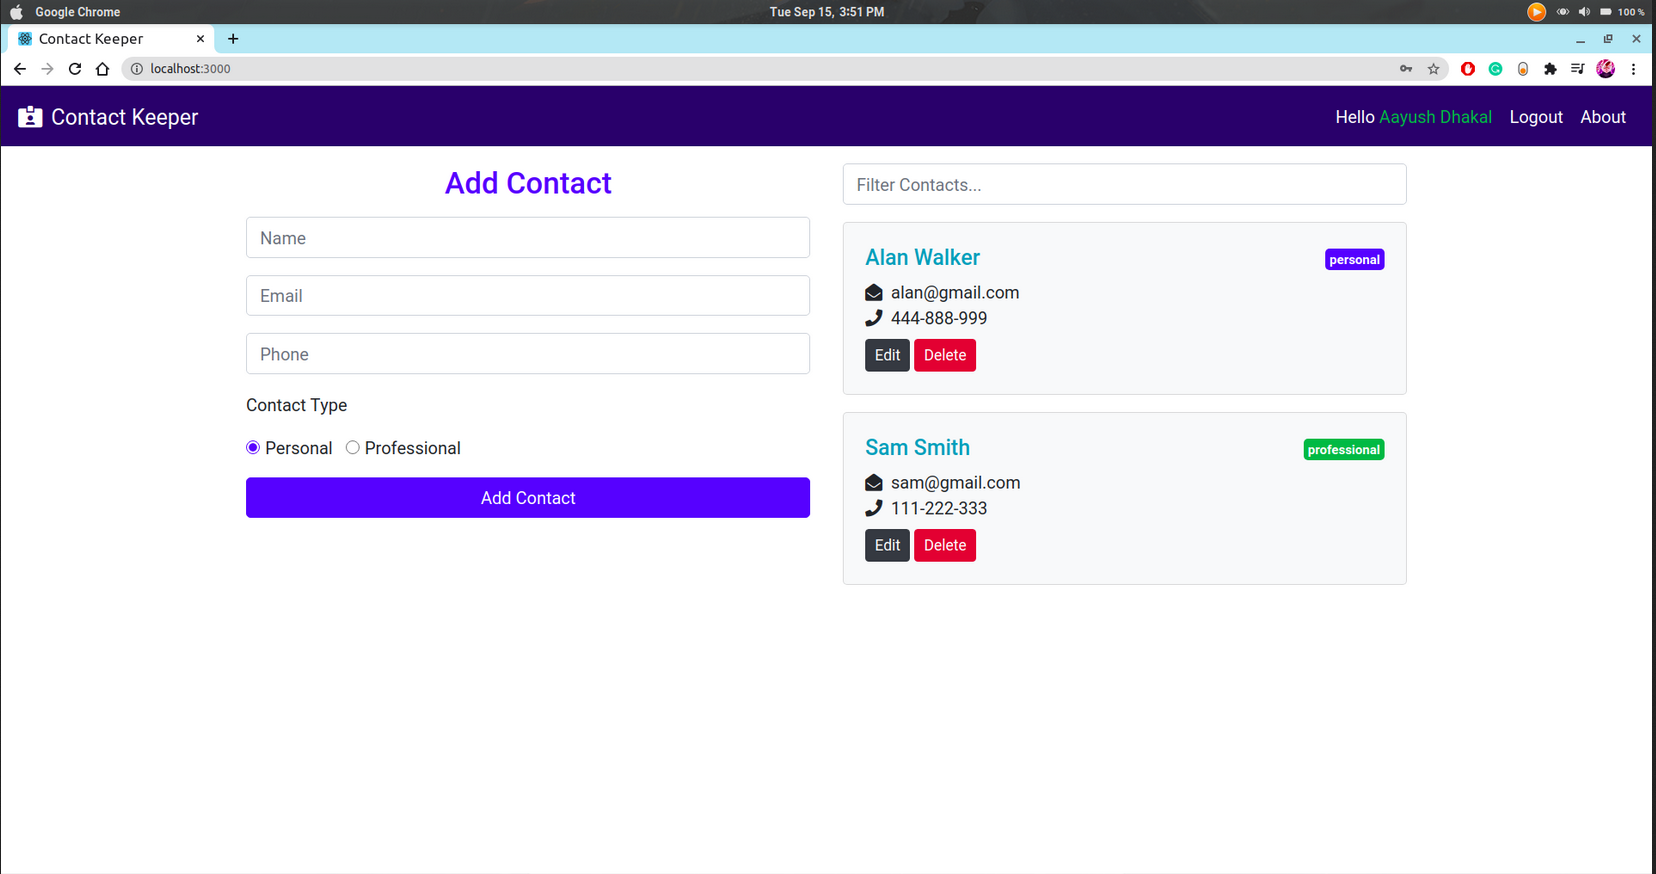 Google Chrome
Tue Sep 15, 3:51 PM
100 %
Contact Keeper
localhost:3000
Contact Keeper
Hello Aayush Dhakal Logout About
Add Contact
Name
Email
Phone
Contact Type
Personal Professional
Add Contact
Filter Contacts...
Alan Walker personal
alan@gmail.com
444-888-999
Edit Delete
Sam Smith professional
sam@gmail.com
111-222-333
Edit Delete